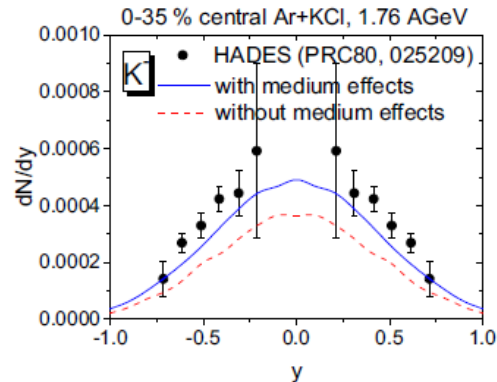 0-35 % central Ar+KCl, 1.76 AGeV
K⁻
HADES (PRC80, 025209)
with medium effects
without medium effects
dN/dy
0.0010
0.0008
0.0006
0.0004
0.0002
0.0000
-1.0 -0.5 0.0 0.5 1.0
y